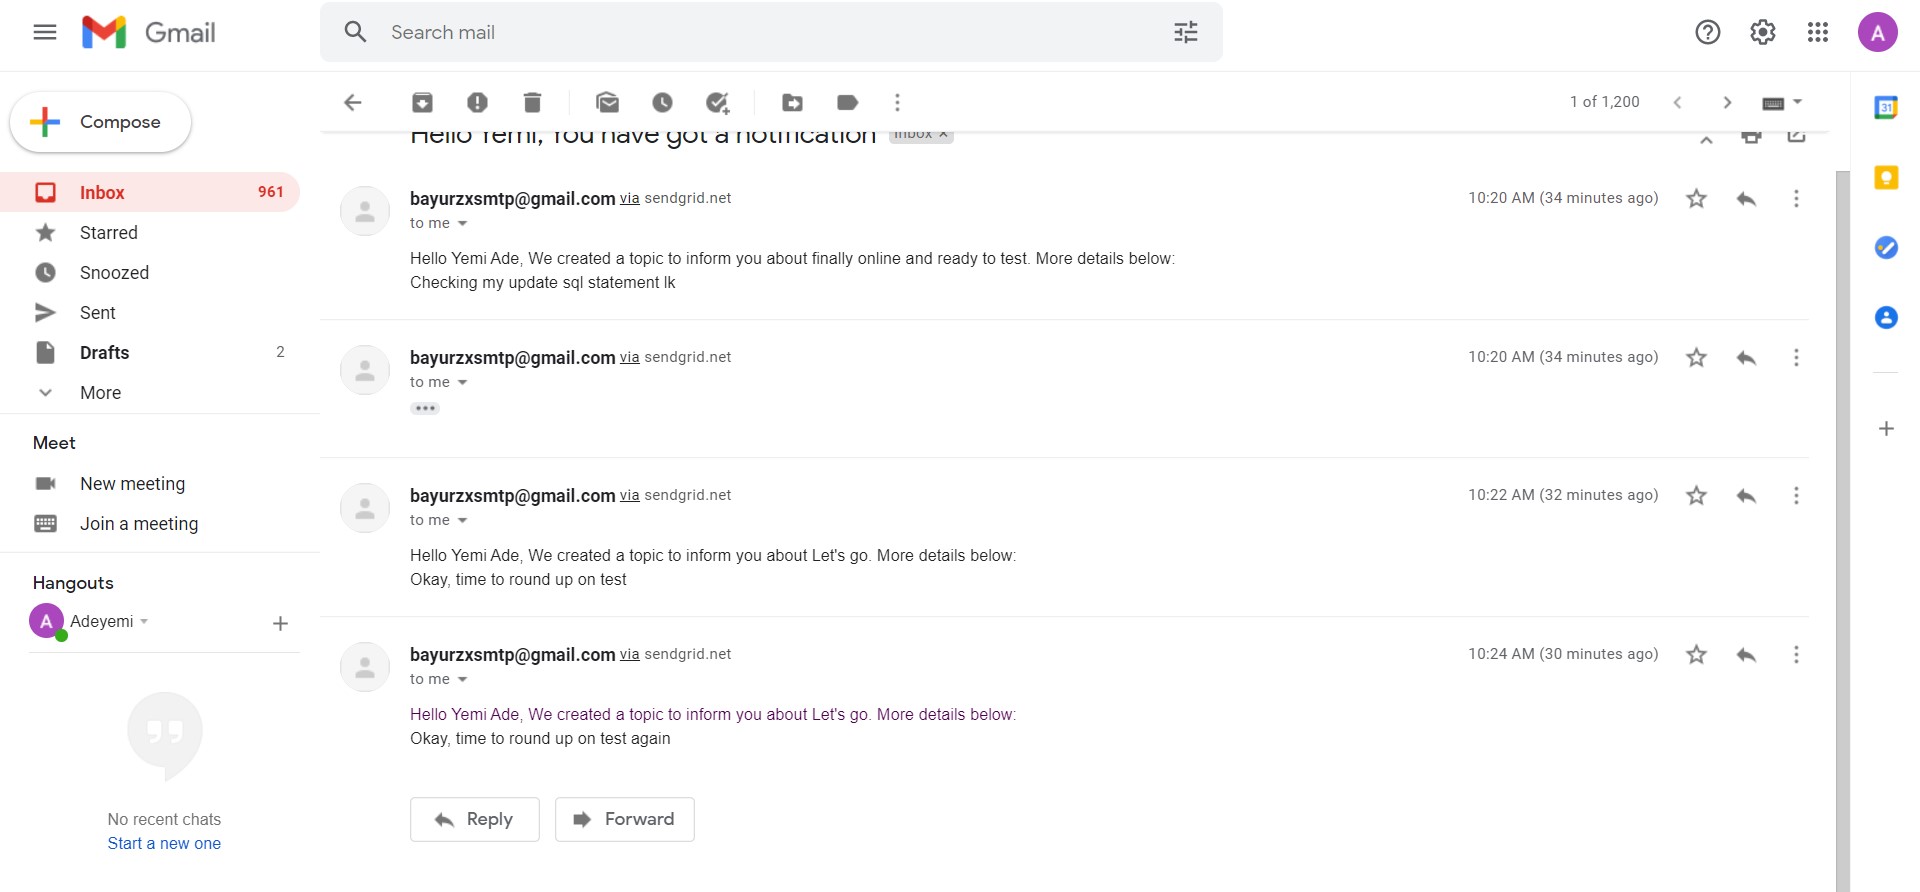 Gmail
Search mail
A
Compose
1 of 1,200
31
Hello Yemi, You have got a notification Inbox ×
Inbox 961
Starred
Snoozed
Sent
Drafts 2
More
Meet
New meeting
Join a meeting
Hangouts
A Adeyemi
No recent chats
Start a new one
bayurzxsmtp@gmail.com via sendgrid.net 10:20 AM (34 minutes ago)
to me
Hello Yemi Ade, We created a topic to inform you about finally online and ready to test. More details below:
Checking my update sql statement lk
bayurzxsmtp@gmail.com via sendgrid.net 10:20 AM (34 minutes ago)
to me
•••
bayurzxsmtp@gmail.com via sendgrid.net 10:22 AM (32 minutes ago)
to me
Hello Yemi Ade, We created a topic to inform you about Let's go. More details below:
Okay, time to round up on test
bayurzxsmtp@gmail.com via sendgrid.net 10:24 AM (30 minutes ago)
to me
Hello Yemi Ade, We created a topic to inform you about Let's go. More details below:
Okay, time to round up on test again
Reply
Forward